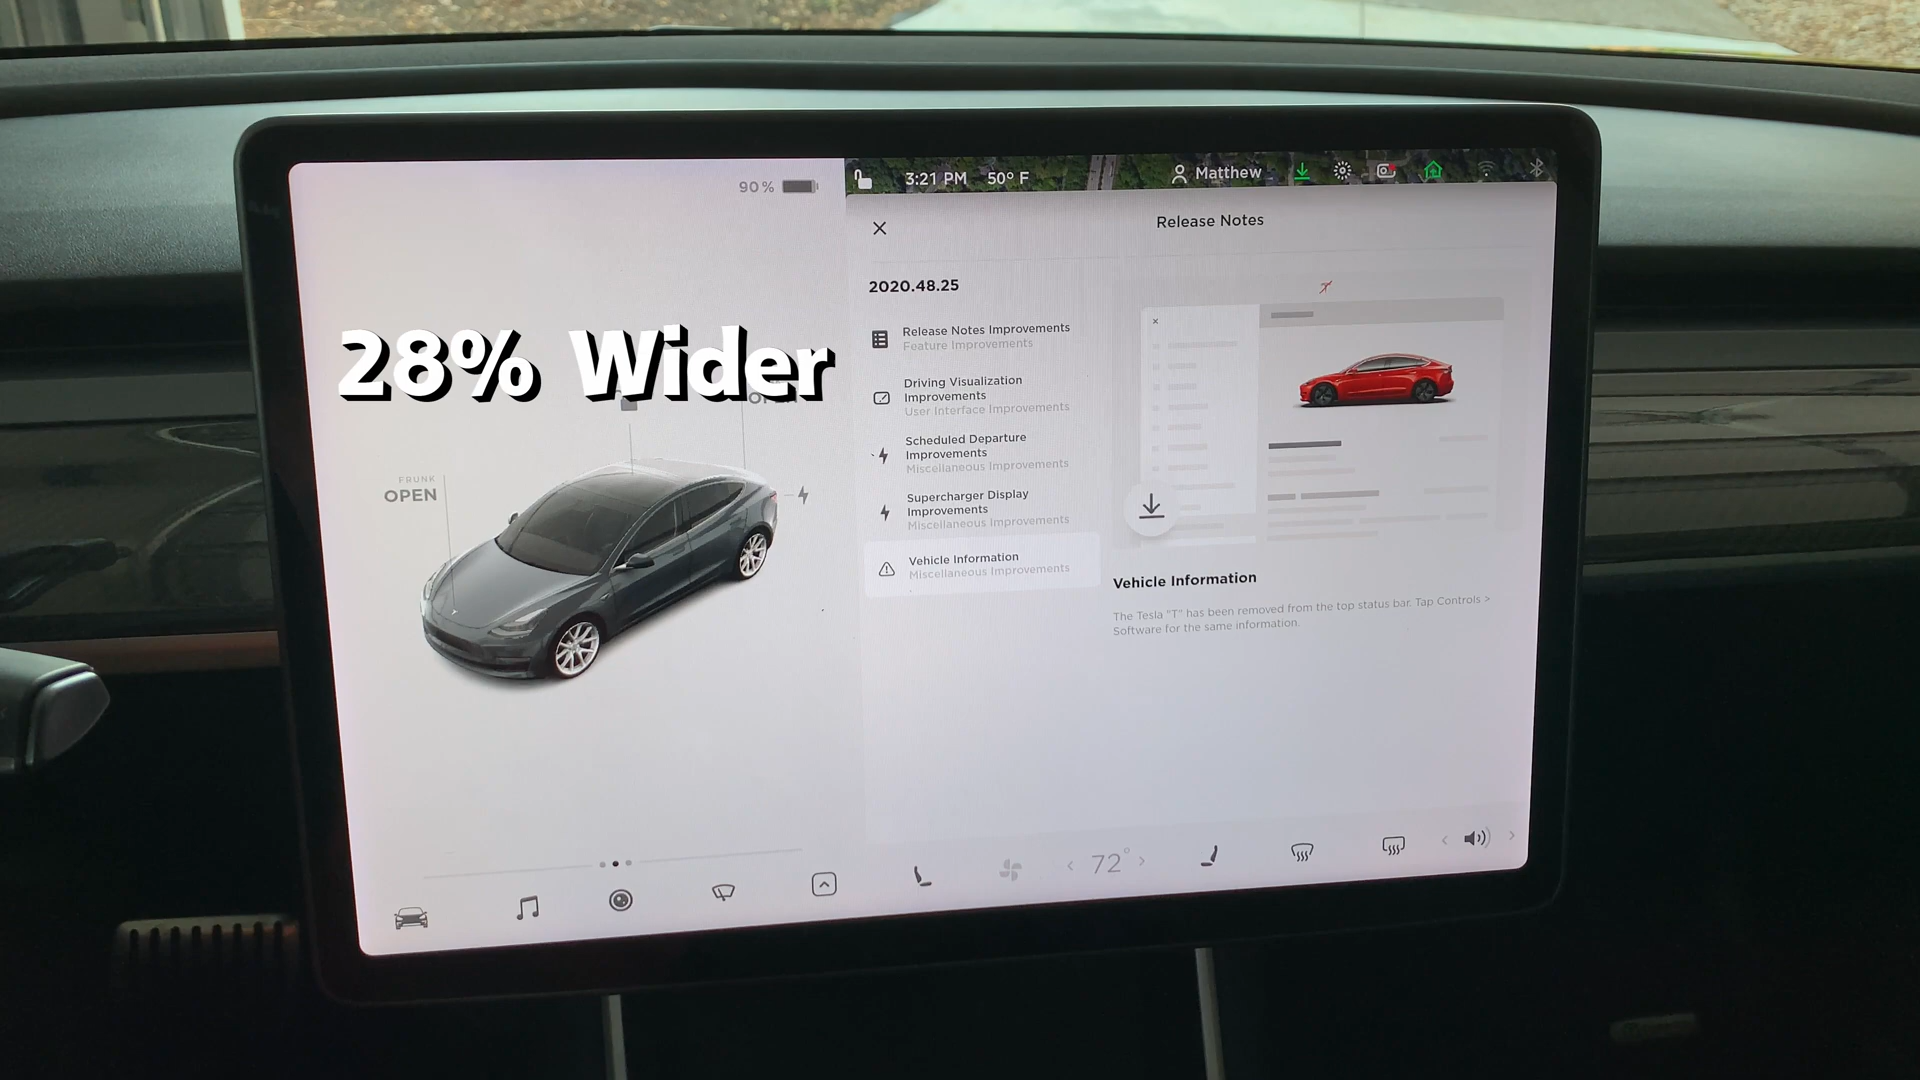 90%
3:21 PM
50° F
Matthew
Release Notes
2020.48.25
Release Notes Improvements
Feature Improvements
Driving Visualization
Improvements
User Interface Improvements
Scheduled Departure
Improvements
Miscellaneous Improvements
Supercharger Display
Improvements
Miscellaneous Improvements
Vehicle Information
Miscellaneous Improvements
Vehicle Information
The Tesla "T" has been removed from the top status bar. Tap Controls >
Software for the same information.
28% Wider
FRUNK
OPEN
72°